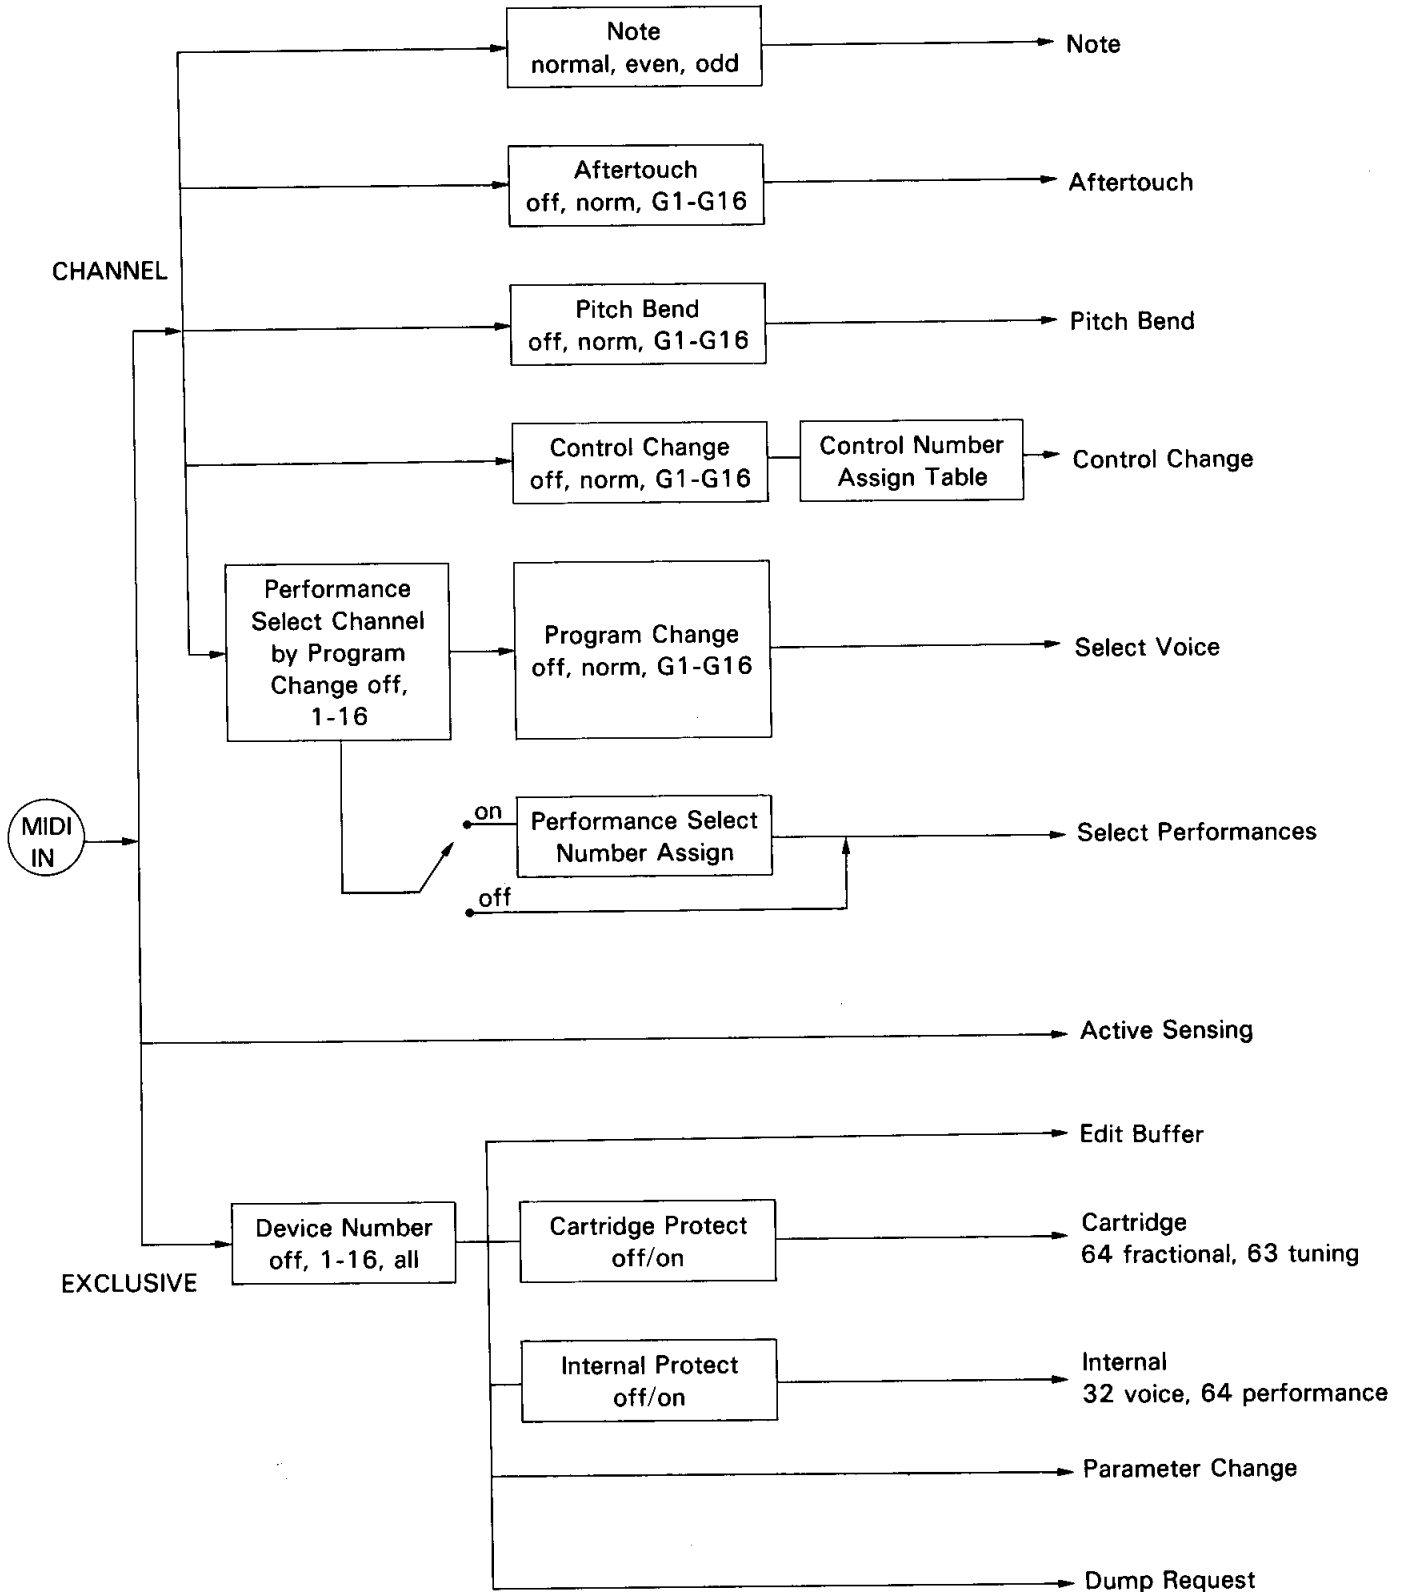 Note
normal, even, odd
Note
Aftertouch
off, norm, G1-G16
Aftertouch
CHANNEL
Pitch Bend
off, norm, G1-G16
Pitch Bend
Control Change
off, norm, G1-G16
Control Number
Assign Table
Control Change
Performance
Select Channel
by Program
Change off,
1-16
Program Change
off, norm, G1-G16
Select Voice
MIDI
IN
on
Performance Select
Number Assign
Select Performances
off
Active Sensing
Edit Buffer
Device Number
off, 1-16, all
EXCLUSIVE
Cartridge Protect
off/on
Cartridge
64 fractional, 63 tuning
Internal Protect
off/on
Internal
32 voice, 64 performance
Parameter Change
Dump Request